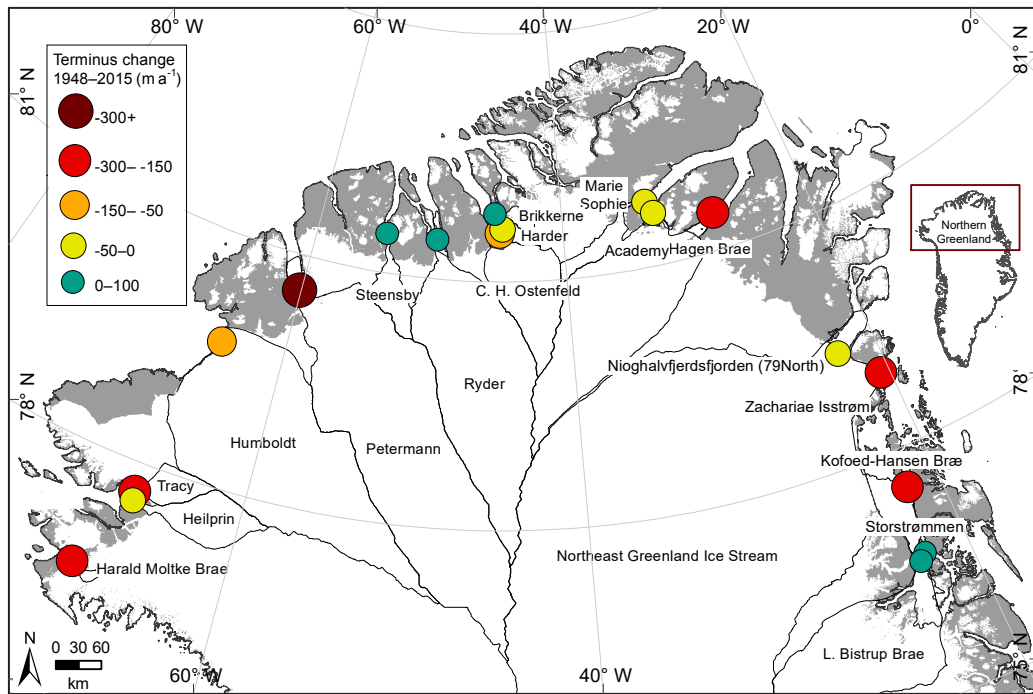 80° W
60° W
40° W
20° W
0°
81° N
81° N
Terminus change
1948–2015 (m a⁻¹)
-300+
-300– -150
-150– -50
-50–0
0–100
Northern
Greenland
Marie
Sophie
Brikkerne
Harder
Academy
Hagen Brae
Steensby
C. H. Ostenfeld
Nioghalvfjerdsfjorden (79North)
78°
78° N
Ryder
Zachariae Isstrøm
Humboldt
Petermann
Kofoed-Hansen Bræ
Tracy
Heilprin
Storstrømmen
Northeast Greenland Ice Stream
Harald Moltke Brae
L. Bistrup Brae
75° N
N
0 30 60
km
80° W
60° W
40° W
20° W